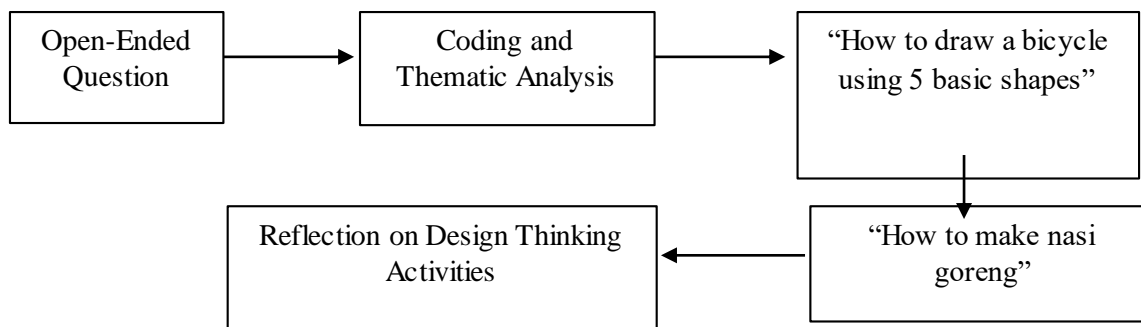 Open-Ended
Question
Coding and
Thematic Analysis
“How to draw a bicycle
using 5 basic shapes”
“How to make nasi
goreng”
Reflection on Design Thinking
Activities